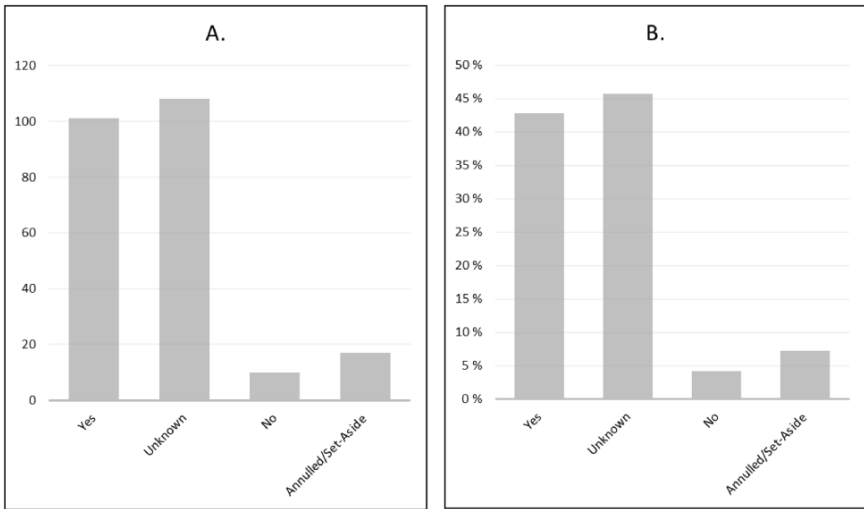 A.
120
100
80
60
40
20
0
Yes
Unknown
No
Annulled/Set-Aside
B.
50 %
45 %
40 %
35 %
30 %
25 %
20 %
15 %
10 %
5 %
0 %
Yes
Unknown
No
Annulled/Set-Aside